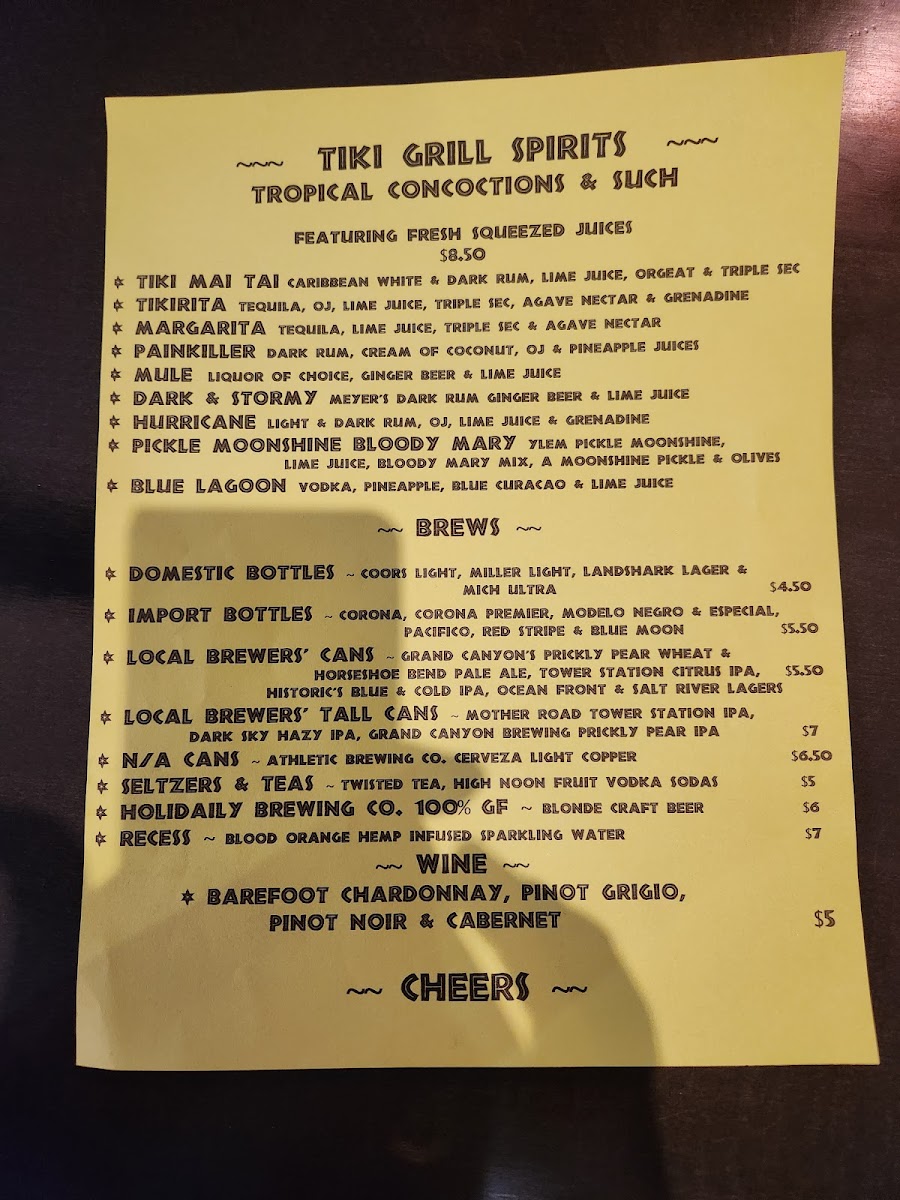 ~~~ TIKI GRILL SPIRITS ~~~
TROPICAL CONCOCTIONS & SUCH
FEATURING FRESH SQUEEZED JUICES
$8.50
✡ TIKI MAI TAI CARIBBEAN WHITE & DARK RUM, LIME JUICE, ORGEAT & TRIPLE SEC
✡ TIKIRITA TEQUILA, OJ, LIME JUICE, TRIPLE SEC, AGAVE NECTAR & GRENADINE
✡ MARGARITA TEQUILA, LIME JUICE, TRIPLE SEC & AGAVE NECTAR
✡ PAINKILLER DARK RUM, CREAM OF COCONUT, OJ & PINEAPPLE JUICES
✡ MULE LIQUOR OF CHOICE, GINGER BEER & LIME JUICE
✡ DARK & STORMY MEYER'S DARK RUM GINGER BEER & LIME JUICE
✡ HURRICANE LIGHT & DARK RUM, OJ, LIME JUICE & GRENADINE
✡ PICKLE MOONSHINE BLOODY MARY YLEM PICKLE MOONSHINE,
LIME JUICE, BLOODY MARY MIX, A MOONSHINE PICKLE & OLIVES
✡ BLUE LAGOON VODKA, PINEAPPLE, BLUE CURACAO & LIME JUICE
~~ BREWS ~~
✡ DOMESTIC BOTTLES ~ COORS LIGHT, MILLER LIGHT, LANDSHARK LAGER &
MICH ULTRA $4.50
✡ IMPORT BOTTLES ~ CORONA, CORONA PREMIER, MODELO NEGRO & ESPECIAL,
PACIFICO, RED STRIPE & BLUE MOON $5.50
✡ LOCAL BREWERS' CANS ~ GRAND CANYON'S PRICKLY PEAR WHEAT &
HORSESHOE BEND PALE ALE, TOWER STATION CITRUS IPA, $5.50
HISTORIC'S BLUE & COLD IPA, OCEAN FRONT & SALT RIVER LAGERS
✡ LOCAL BREWERS' TALL CANS ~ MOTHER ROAD TOWER STATION IPA,
DARK SKY HAZY IPA, GRAND CANYON BREWING PRICKLY PEAR IPA $7
✡ N/A CANS ~ ATHLETIC BREWING CO. CERVEZA LIGHT COPPER $6.50
✡ SELTZERS & TEAS ~ TWISTED TEA, HIGH NOON FRUIT VODKA SODAS $5
✡ HOLIDAILY BREWING CO. 100% GF ~ BLONDE CRAFT BEER $6
✡ RECESS ~ BLOOD ORANGE HEMP INFUSED SPARKLING WATER $7
~~ WINE ~~
✡ BAREFOOT CHARDONNAY, PINOT GRIGIO,
PINOT NOIR & CABERNET $5
~~ CHEERS ~~